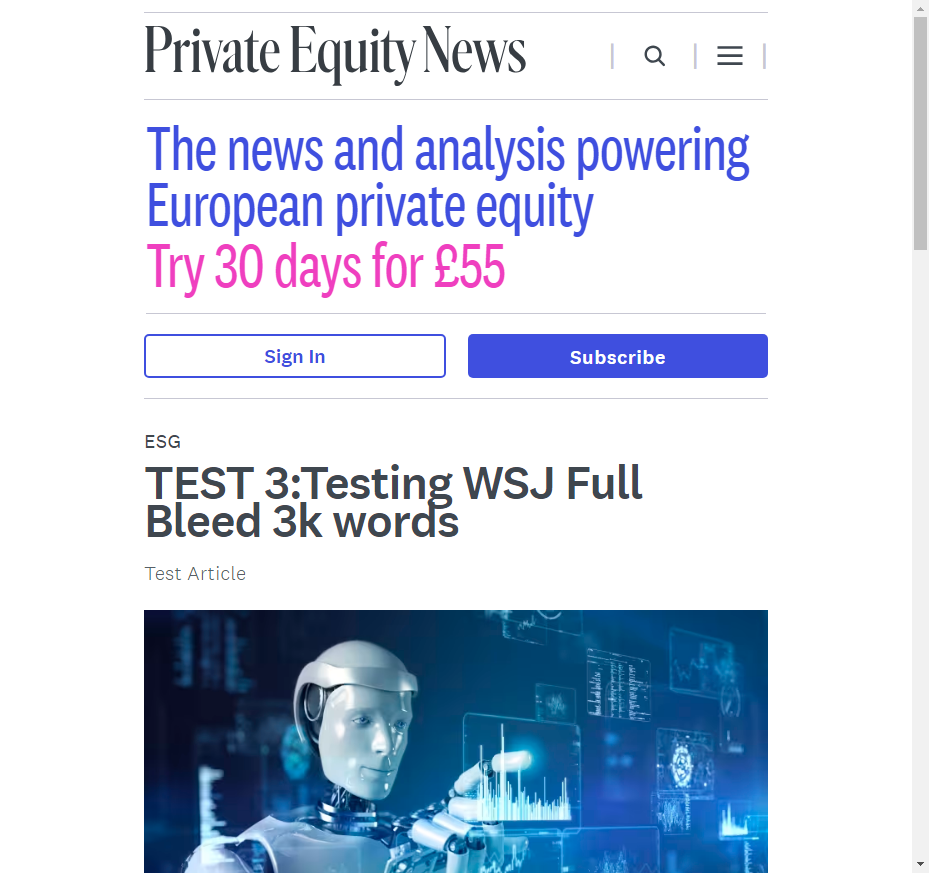 Private Equity News
The news and analysis powering
European private equity
Try 30 days for £55
Sign In
Subscribe
ESG
TEST 3:Testing WSJ Full
Bleed 3k words
Test Article